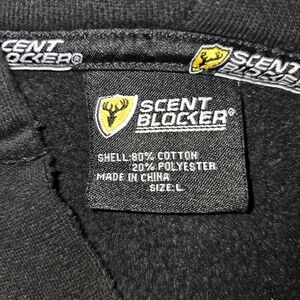 SCENT
BLOCKER®
SCENT
BLOCKER®
SCENT
BLOCKER®
SHELL:80% COTTON
20% POLYESTER
MADE IN CHINA
SIZE:L